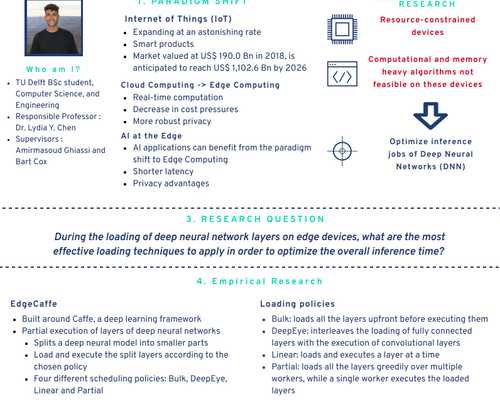 1. PARADIGM SHIFT
RESEARCH
Who am I?
• TU Delft BSc student,
Computer Science, and
Engineering
• Responsible Professor :
Dr. Lydia Y. Chen
• Supervisors :
Amirmasoud Ghiassi and
Bart Cox
Internet of Things (IoT)
• Expanding at an astonishing rate
• Smart products
• Market valued at US$ 190.0 Bn in 2018, is
anticipated to reach US$ 1,102.6 Bn by 2026
Cloud Computing -> Edge Computing
• Real-time computation
• Decrease in cost pressures
• More robust privacy
AI at the Edge
• AI applications can benefit from the paradigm
shift to Edge Computing
• Shorter latency
• Privacy advantages
Resource-constrained
devices
Computational and memory
heavy algorithms not
feasible on these devices
Optimize inference
jobs of Deep Neural
Networks (DNN)
3. RESEARCH QUESTION
During the loading of deep neural network layers on edge devices, what are the most
effective loading techniques to apply in order to optimize the overall inference time?
4. Empirical Research
EdgeCaffe
• Built around Caffe, a deep learning framework
• Partial execution of layers of deep neural networks
• Splits a deep neural model into smaller parts
• Load and execute the split layers according to the
chosen policy
• Four different scheduling policies: Bulk, DeepEye,
Linear and Partial
Loading policies
• Bulk: loads all the layers upfront before executing them
• DeepEye: interleaves the loading of fully connected
layers with the execution of convolutional layers
• Linear: loads and executes a layer at a time
• Partial: loads all the layers greedily over multiple
workers, while a single worker executes the loaded
layers